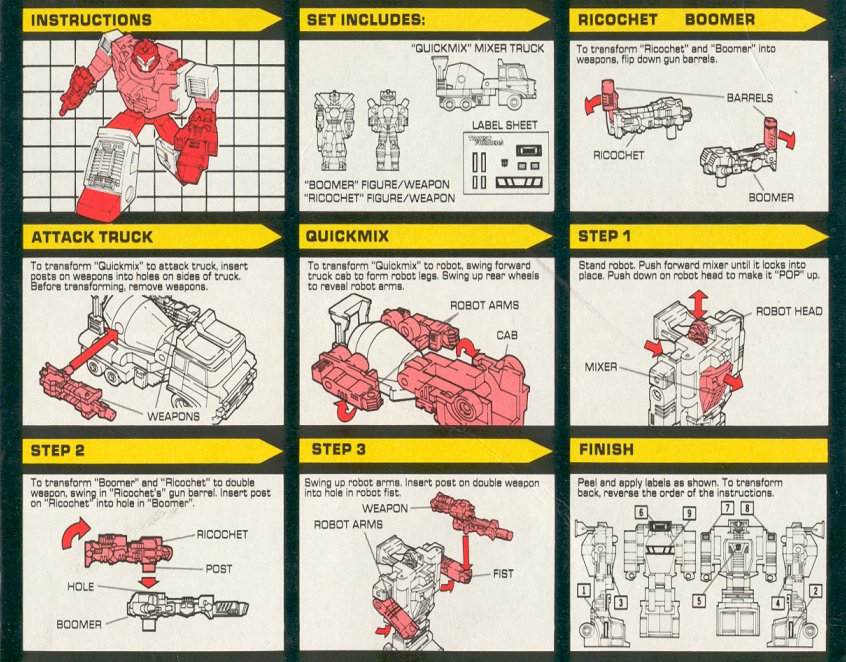 INSTRUCTIONS
SET INCLUDES:
"QUICKMIX" MIXER TRUCK
LABEL SHEET
TRANSFORMERS
"BOOMER" FIGURE/WEAPON
"RICOCHET" FIGURE/WEAPON
RICOCHET BOOMER
To transform "Ricochet" and "Boomer" into
weapons, flip down gun barrels.
BARRELS
RICOCHET
BOOMER
ATTACK TRUCK
To transform "Quickmix" to attack truck, insert
posts on weapons into holes on sides of truck.
Before transforming, remove weapons.
WEAPONS
QUICKMIX
To transform "Quickmix" to robot, swing forward
truck cab to form robot legs. Swing up rear wheels
to reveal robot arms.
ROBOT ARMS
CAB
STEP 1
Stand robot. Push forward mixer until it locks into
place. Push down on robot head to make it "POP" up.
ROBOT HEAD
MIXER
STEP 2
To transform "Boomer" and "Ricochet" to double
weapon, swing in "Ricochet's" gun barrel. Insert post
on "Ricochet" into hole in "Boomer".
RICOCHET
POST
HOLE
BOOMER
STEP 3
Swing up robot arms. Insert post on double weapon
into hole in robot fist.
WEAPON
ROBOT ARMS
FIST
FINISH
Peel and apply labels as shown. To transform
back, reverse the order of the instructions.
6 9 7 8
1 3 5 4 2